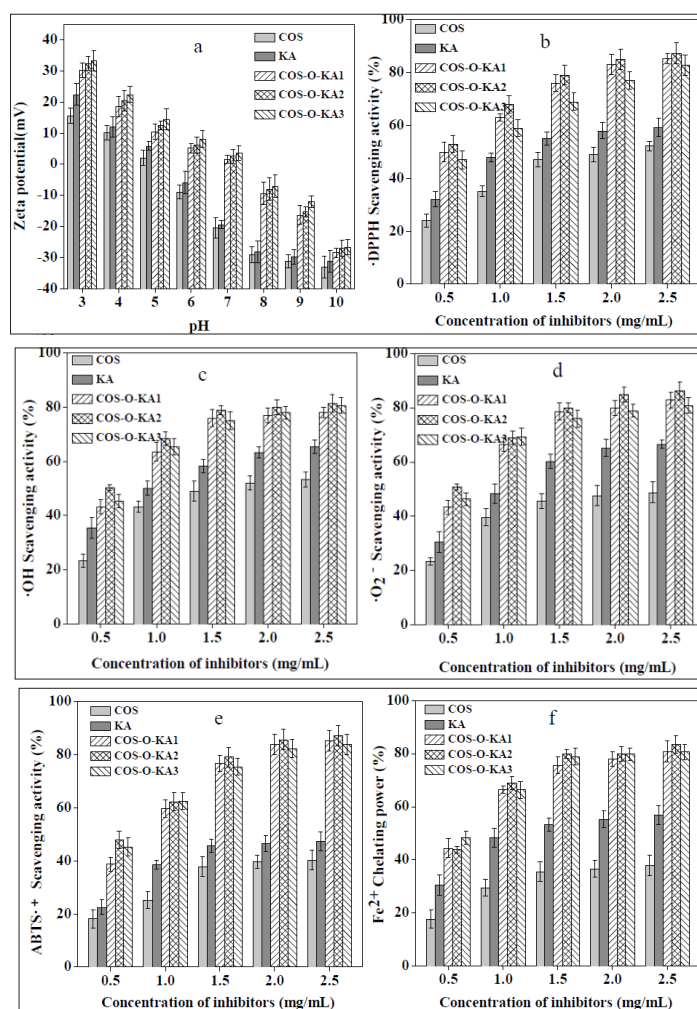 a
COS
KA
COS-O-KA1
COS-O-KA2
COS-O-KA3
Zeta potential(mV)
40
30
20
10
0
-10
-20
-30
-40
3 4 5 6 7 8 9 10
pH
b
COS
KA
COS-O-KA1
COS-O-KA2
COS-O-KA3
·DPPH Scavenging activity (%)
100
80
60
40
20
0
0.5 1.0 1.5 2.0 2.5
Concentration of inhibitors (mg/mL)
c
COS
KA
COS-O-KA1
COS-O-KA2
COS-O-KA3
·OH Scavenging activity (%)
100
80
60
40
20
0
0.5 1.0 1.5 2.0 2.5
Concentration of inhibitors (mg/mL)
d
COS
KA
COS-O-KA1
COS-O-KA2
COS-O-KA3
·O₂⁻ Scavenging activity (%)
100
80
60
40
20
0
0.5 1.0 1.5 2.0 2.5
Concentration of inhibitors (mg/mL)
e
COS
KA
COS-O-KA1
COS-O-KA2
COS-O-KA3
ABTS·+ Scavenging activity (%)
100
80
60
40
20
0
0.5 1.0 1.5 2.0 2.5
Concentration of inhibitors (mg/mL)
f
COS
KA
COS-O-KA1
COS-O-KA2
COS-O-KA3
Fe²⁺ Chelating power (%)
100
80
60
40
20
0
0.5 1.0 1.5 2.0 2.5
Concentration of inhibitors (mg/mL)